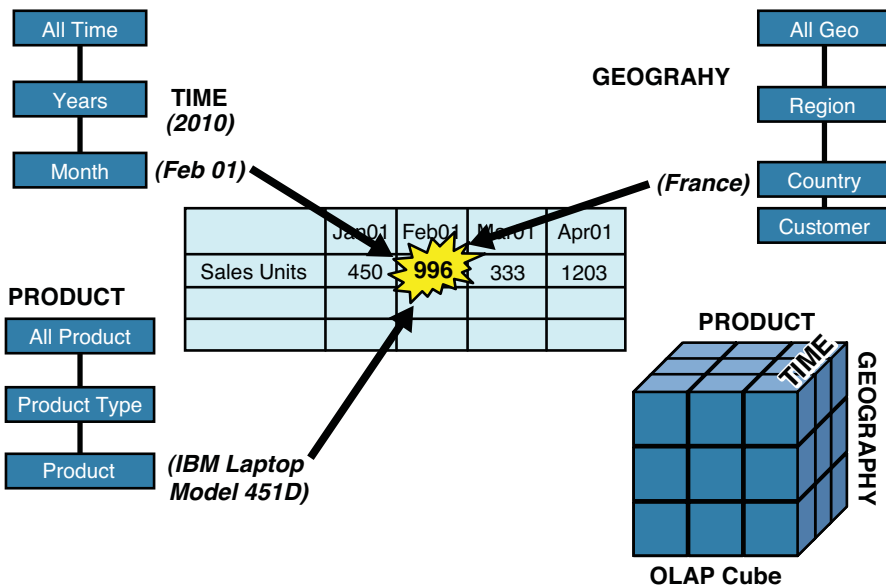 All Time
Years
Month
TIME
(2010)
(Feb 01)
GEOGRAHY
All Geo
Region
Country
Customer
(France)
Jan01 Feb01 Mar01 Apr01
Sales Units 450 996 333 1203
PRODUCT
All Product
Product Type
Product
(IBM Laptop
Model 451D)
PRODUCT
TIME
GEOGRAPHY
OLAP Cube